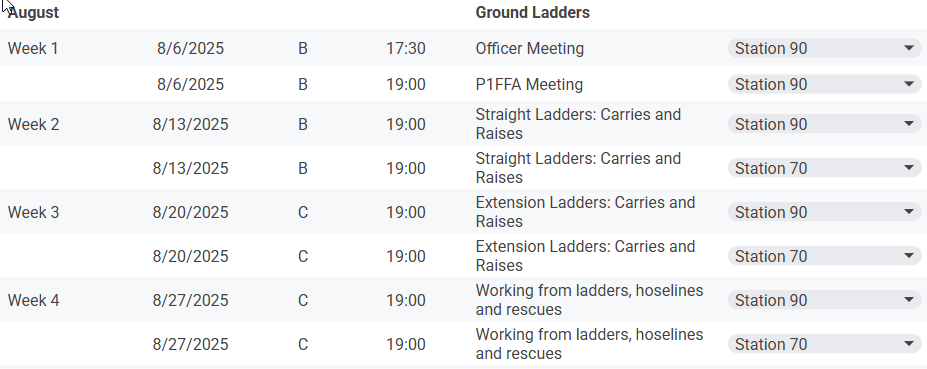 August Ground Ladders
Week 1 8/6/2025 B 17:30 Officer Meeting Station 90
8/6/2025 B 19:00 P1FFA Meeting Station 90
Week 2 8/13/2025 B 19:00 Straight Ladders: Carries and Raises Station 90
8/13/2025 B 19:00 Straight Ladders: Carries and Raises Station 70
Week 3 8/20/2025 C 19:00 Extension Ladders: Carries and Raises Station 90
8/20/2025 C 19:00 Extension Ladders: Carries and Raises Station 70
Week 4 8/27/2025 C 19:00 Working from ladders, hoselines and rescues Station 90
8/27/2025 C 19:00 Working from ladders, hoselines and rescues Station 70